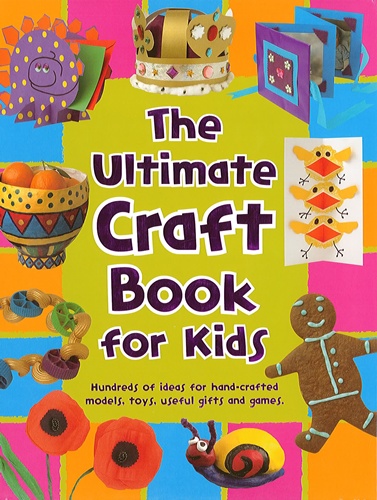 The
Ultimate
Craft
Book
for Kids
Hundreds of ideas for hand-crafted
models, toys, useful gifts and games.